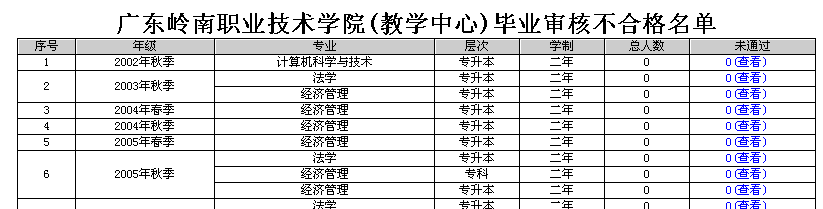 广东岭南职业技术学院(教学中心)毕业审核不合格名单
序号 年级 专业 层次 学制 总人数 未通过
1 2002年秋季 计算机科学与技术 专升本 二年 0 0(查看)
2 2003年秋季 法学 专升本 二年 0 0(查看)
经济管理 专升本 二年 0 0(查看)
3 2004年春季 经济管理 专升本 二年 0 0(查看)
4 2004年秋季 经济管理 专升本 二年 0 0(查看)
5 2005年春季 经济管理 专升本 二年 0 0(查看)
6 2005年秋季 法学 专升本 二年 0 0(查看)
经济管理 专科 二年 0 0(查看)
经济管理 专升本 二年 0 0(查看)
法学 专升本 二年 0 0(查看)